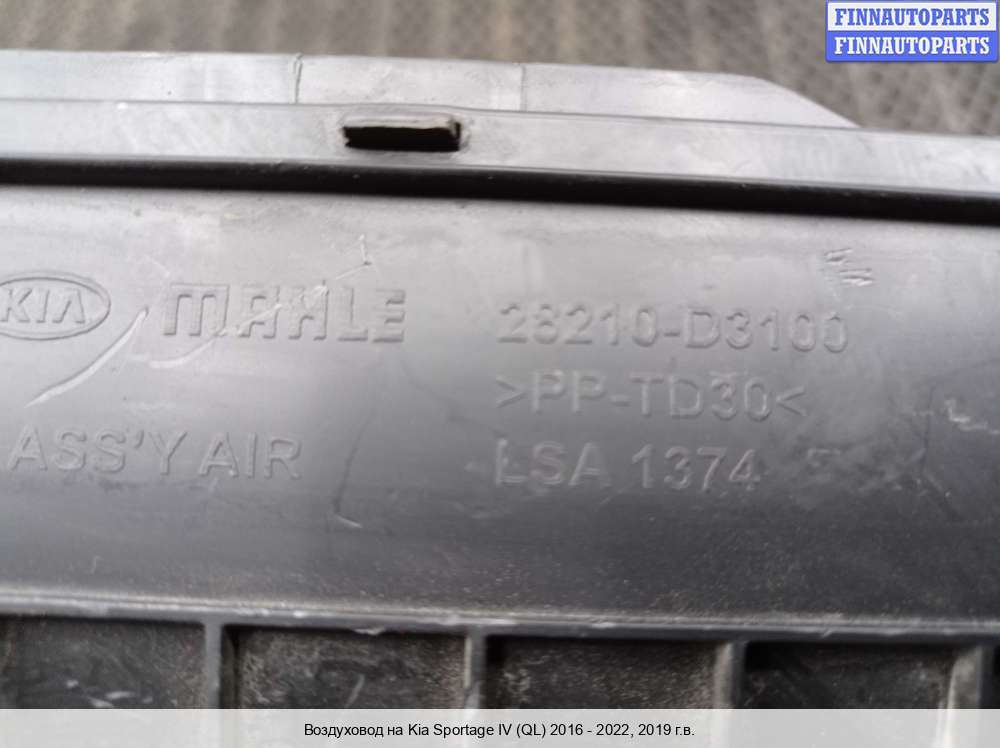 FINNAUTOPARTS
FINNAUTOPARTS
KIA MAHLE 28210-D3100
>PP-TD30<
ASS'Y AIR LSA 1374
Воздуховод на Kia Sportage IV (QL) 2016 - 2022, 2019 г.в.